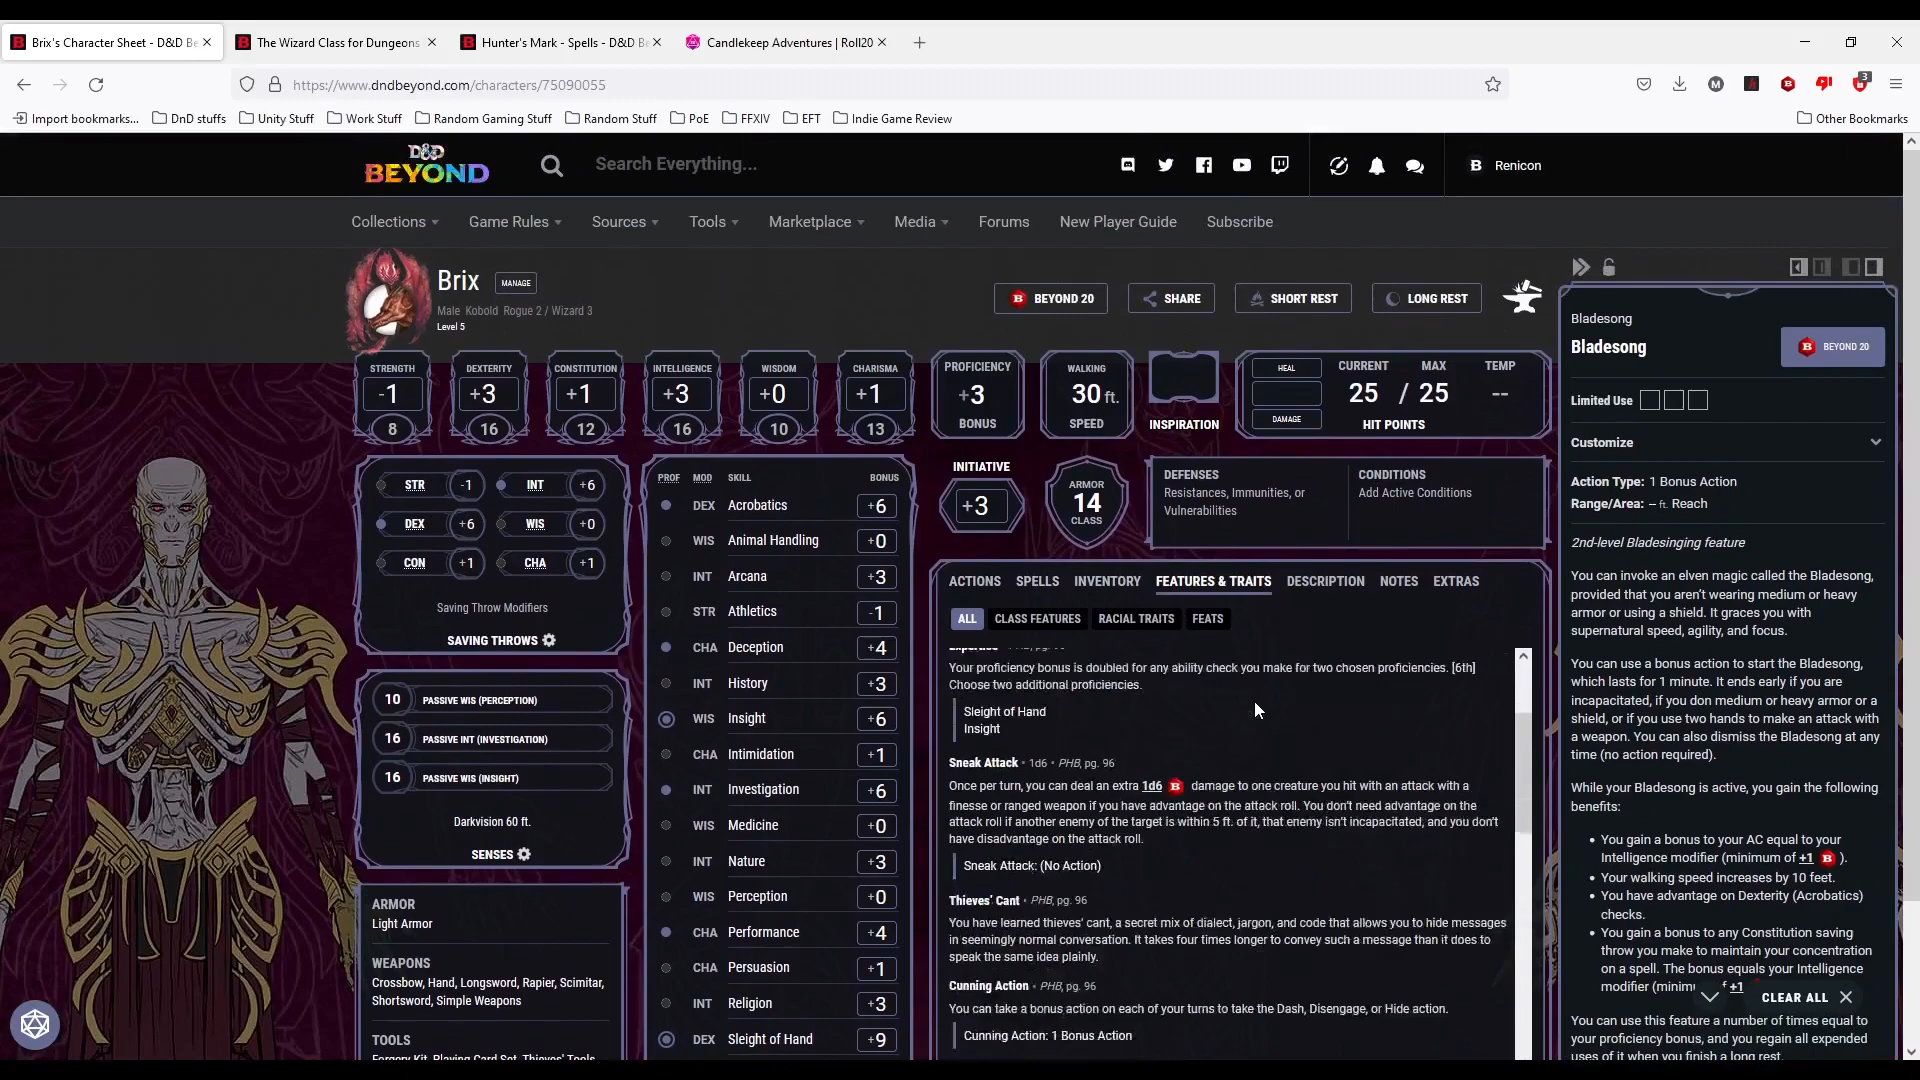 Brix's Character Sheet - D&D Be
The Wizard Class for Dungeons
Hunter's Mark - Spells - D&D Be
Candlekeep Adventures | Roll20
https://www.dndbeyond.com/characters/75090055
M
3
Import bookmarks...
DnD stuffs
Unity Stuff
Work Stuff
Random Gaming Stuff
Random Stuff
PoE
FFXIV
EFT
Indie Game Review
Other Bookmarks
D&D
BEYOND
Search Everything...
Renicon
Collections
Game Rules
Sources
Tools
Marketplace
Media
Forums
New Player Guide
Subscribe
Brix
MANAGE
Male Kobold Rogue 2 / Wizard 3
Level 5
BEYOND 20
SHARE
SHORT REST
LONG REST
STRENGTH
-1
8
DEXTERITY
+3
16
CONSTITUTION
+1
12
INTELLIGENCE
+3
16
WISDOM
+0
10
CHARISMA
+1
13
PROFICIENCY
+3
BONUS
WALKING
30 ft.
SPEED
INSPIRATION
HEAL
DAMAGE
CURRENT
MAX
TEMP
25 / 25 --
HIT POINTS
STR -1
INT +6
DEX +6
WIS +0
CON +1
CHA +1
Saving Throw Modifiers
SAVING THROWS
10 PASSIVE WIS (PERCEPTION)
16 PASSIVE INT (INVESTIGATION)
16 PASSIVE WIS (INSIGHT)
Darkvision 60 ft.
SENSES
ARMOR
Light Armor
WEAPONS
Crossbow, Hand, Longsword, Rapier, Scimitar,
Shortsword, Simple Weapons
TOOLS
Forgery Kit, Playing Card Set, Thieves' Tools
PROF MOD SKILL BONUS
DEX Acrobatics +6
WIS Animal Handling +0
INT Arcana +3
STR Athletics -1
CHA Deception +4
INT History +3
WIS Insight +6
CHA Intimidation +1
INT Investigation +6
WIS Medicine +0
INT Nature +3
WIS Perception +0
CHA Performance +4
CHA Persuasion +1
INT Religion +3
DEX Sleight of Hand +9
INITIATIVE
+3
ARMOR
14
CLASS
DEFENSES
Resistances, Immunities, or
Vulnerabilities
CONDITIONS
Add Active Conditions
ACTIONS
SPELLS
INVENTORY
FEATURES & TRAITS
DESCRIPTION
NOTES
EXTRAS
ALL
CLASS FEATURES
RACIAL TRAITS
FEATS
Your proficiency bonus is doubled for any ability check you make for two chosen proficiencies. [6th]
Choose two additional proficiencies.
Sleight of Hand
Insight
Sneak Attack • 1d6 • PHB, pg. 96
Once per turn, you can deal an extra 1d6 damage to one creature you hit with an attack with a
finesse or ranged weapon if you have advantage on the attack roll. You don't need advantage on the
attack roll if another enemy of the target is within 5 ft. of it, that enemy isn't incapacitated, and you don't
have disadvantage on the attack roll.
Sneak Attack: (No Action)
Thieves' Cant • PHB, pg. 96
You have learned thieves' cant, a secret mix of dialect, jargon, and code that allows you to hide messages
in seemingly normal conversation. It takes four times longer to convey such a message than it does to
speak the same idea plainly.
Cunning Action • PHB, pg. 96
You can take a bonus action on each of your turns to take the Dash, Disengage, or Hide action.
Cunning Action: 1 Bonus Action
Bladesong
Bladesong
BEYOND 20
Limited Use
Customize
Action Type: 1 Bonus Action
Range/Area: -- ft. Reach
2nd-level Bladesinging feature
You can invoke an elven magic called the Bladesong,
provided that you aren't wearing medium or heavy
armor or using a shield. It graces you with
supernatural speed, agility, and focus.
You can use a bonus action to start the Bladesong,
which lasts for 1 minute. It ends early if you are
incapacitated, if you don medium or heavy armor or a
shield, or if you use two hands to make an attack with
a weapon. You can also dismiss the Bladesong at any
time (no action required).
While your Bladesong is active, you gain the following
benefits:
• You gain a bonus to your AC equal to your
Intelligence modifier (minimum of +1 ).
• Your walking speed increases by 10 feet.
• You have advantage on Dexterity (Acrobatics)
checks.
• You gain a bonus to any Constitution saving
throw you make to maintain your concentration
on a spell. The bonus equals your Intelligence
modifier +1
CLEAR ALL
You can use this feature a number of times equal to
your proficiency bonus, and you regain all expended
uses of it when you finish a long rest.